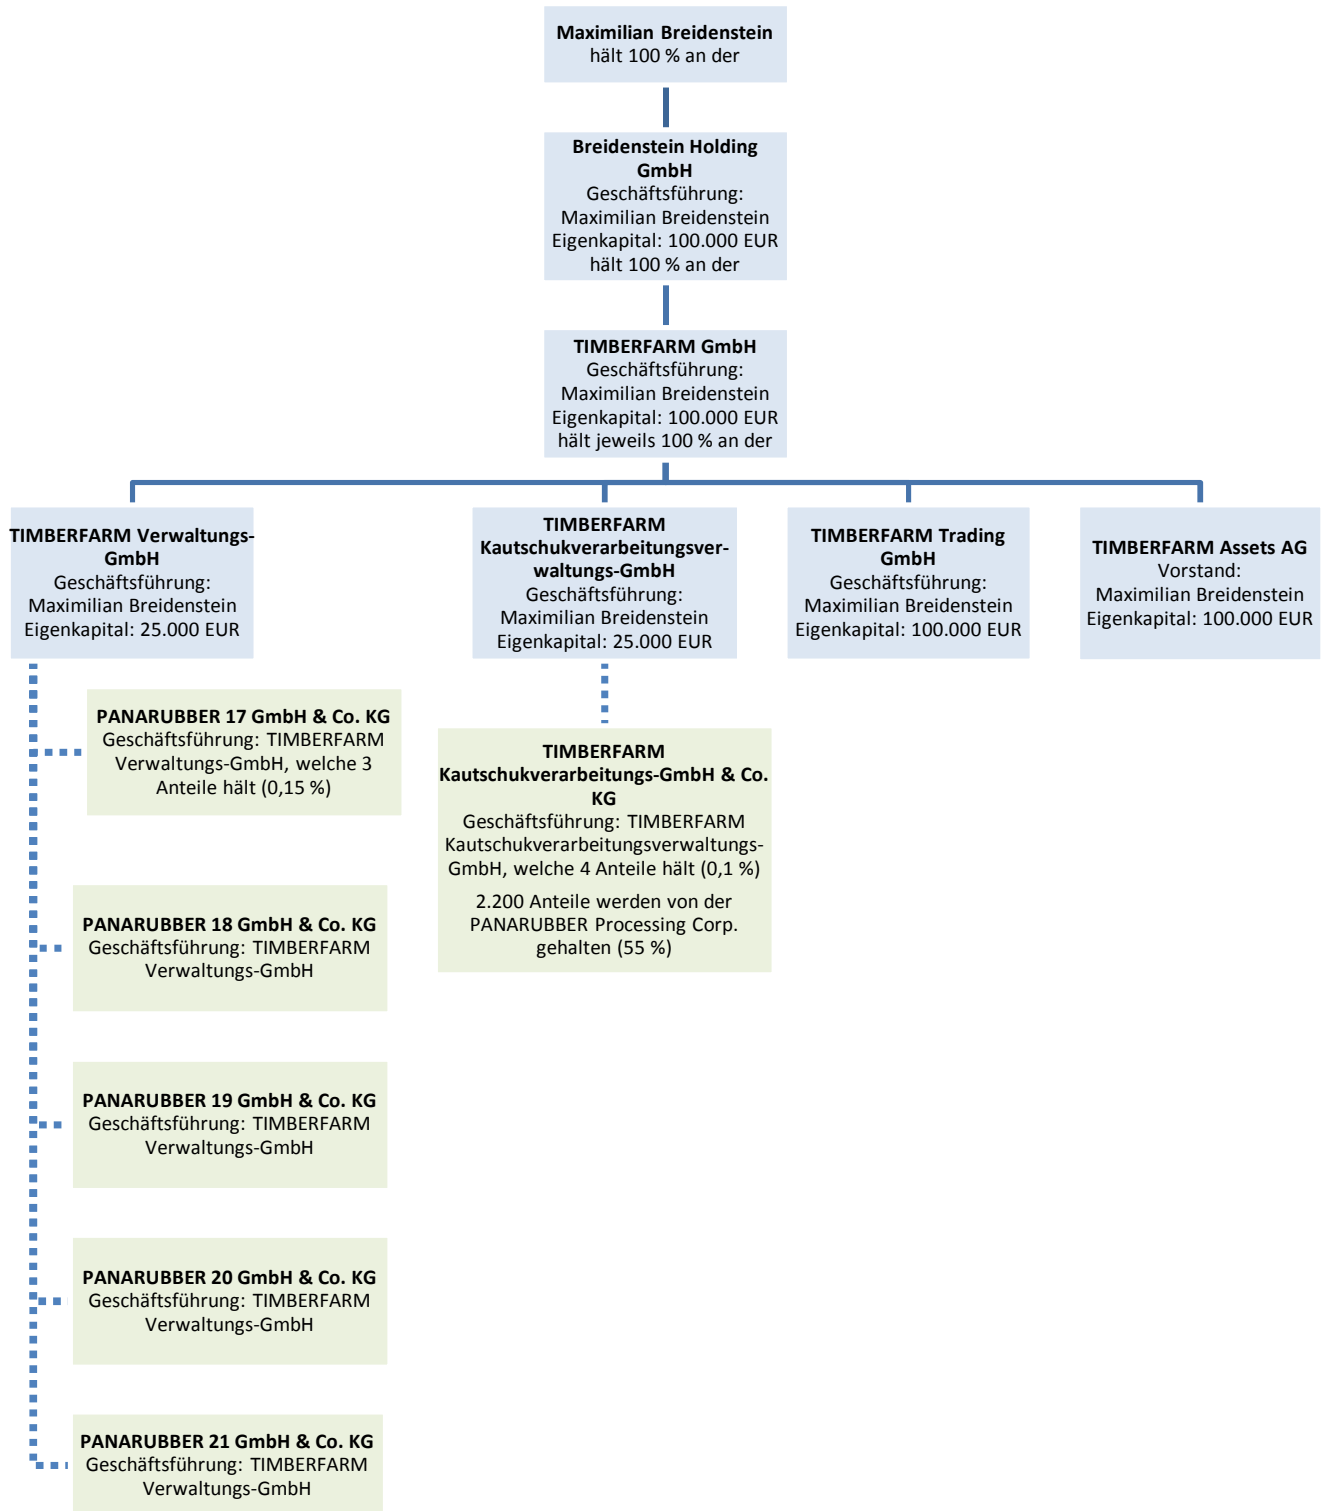 Maximilian Breidenstein
hält 100 % an der
Breidenstein Holding
GmbH
Geschäftsführung:
Maximilian Breidenstein
Eigenkapital: 100.000 EUR
hält 100 % an der
TIMBERFARM GmbH
Geschäftsführung:
Maximilian Breidenstein
Eigenkapital: 100.000 EUR
hält jeweils 100 % an der
TIMBERFARM Verwaltungs-
GmbH
Geschäftsführung:
Maximilian Breidenstein
Eigenkapital: 25.000 EUR
TIMBERFARM
Kautschukverarbeitungsver-
waltungs-GmbH
Geschäftsführung:
Maximilian Breidenstein
Eigenkapital: 25.000 EUR
TIMBERFARM Trading
GmbH
Geschäftsführung:
Maximilian Breidenstein
Eigenkapital: 100.000 EUR
TIMBERFARM Assets AG
Vorstand:
Maximilian Breidenstein
Eigenkapital: 100.000 EUR
PANARUBBER 17 GmbH & Co. KG
Geschäftsführung: TIMBERFARM
Verwaltungs-GmbH, welche 3
Anteile hält (0,15 %)
TIMBERFARM
Kautschukverarbeitungs-GmbH & Co.
KG
Geschäftsführung: TIMBERFARM
Kautschukverarbeitungsverwaltungs-
GmbH, welche 4 Anteile hält (0,1 %)
2.200 Anteile werden von der
PANARUBBER Processing Corp.
gehalten (55 %)
PANARUBBER 18 GmbH & Co. KG
Geschäftsführung: TIMBERFARM
Verwaltungs-GmbH
PANARUBBER 19 GmbH & Co. KG
Geschäftsführung: TIMBERFARM
Verwaltungs-GmbH
PANARUBBER 20 GmbH & Co. KG
Geschäftsführung: TIMBERFARM
Verwaltungs-GmbH
PANARUBBER 21 GmbH & Co. KG
Geschäftsführung: TIMBERFARM
Verwaltungs-GmbH